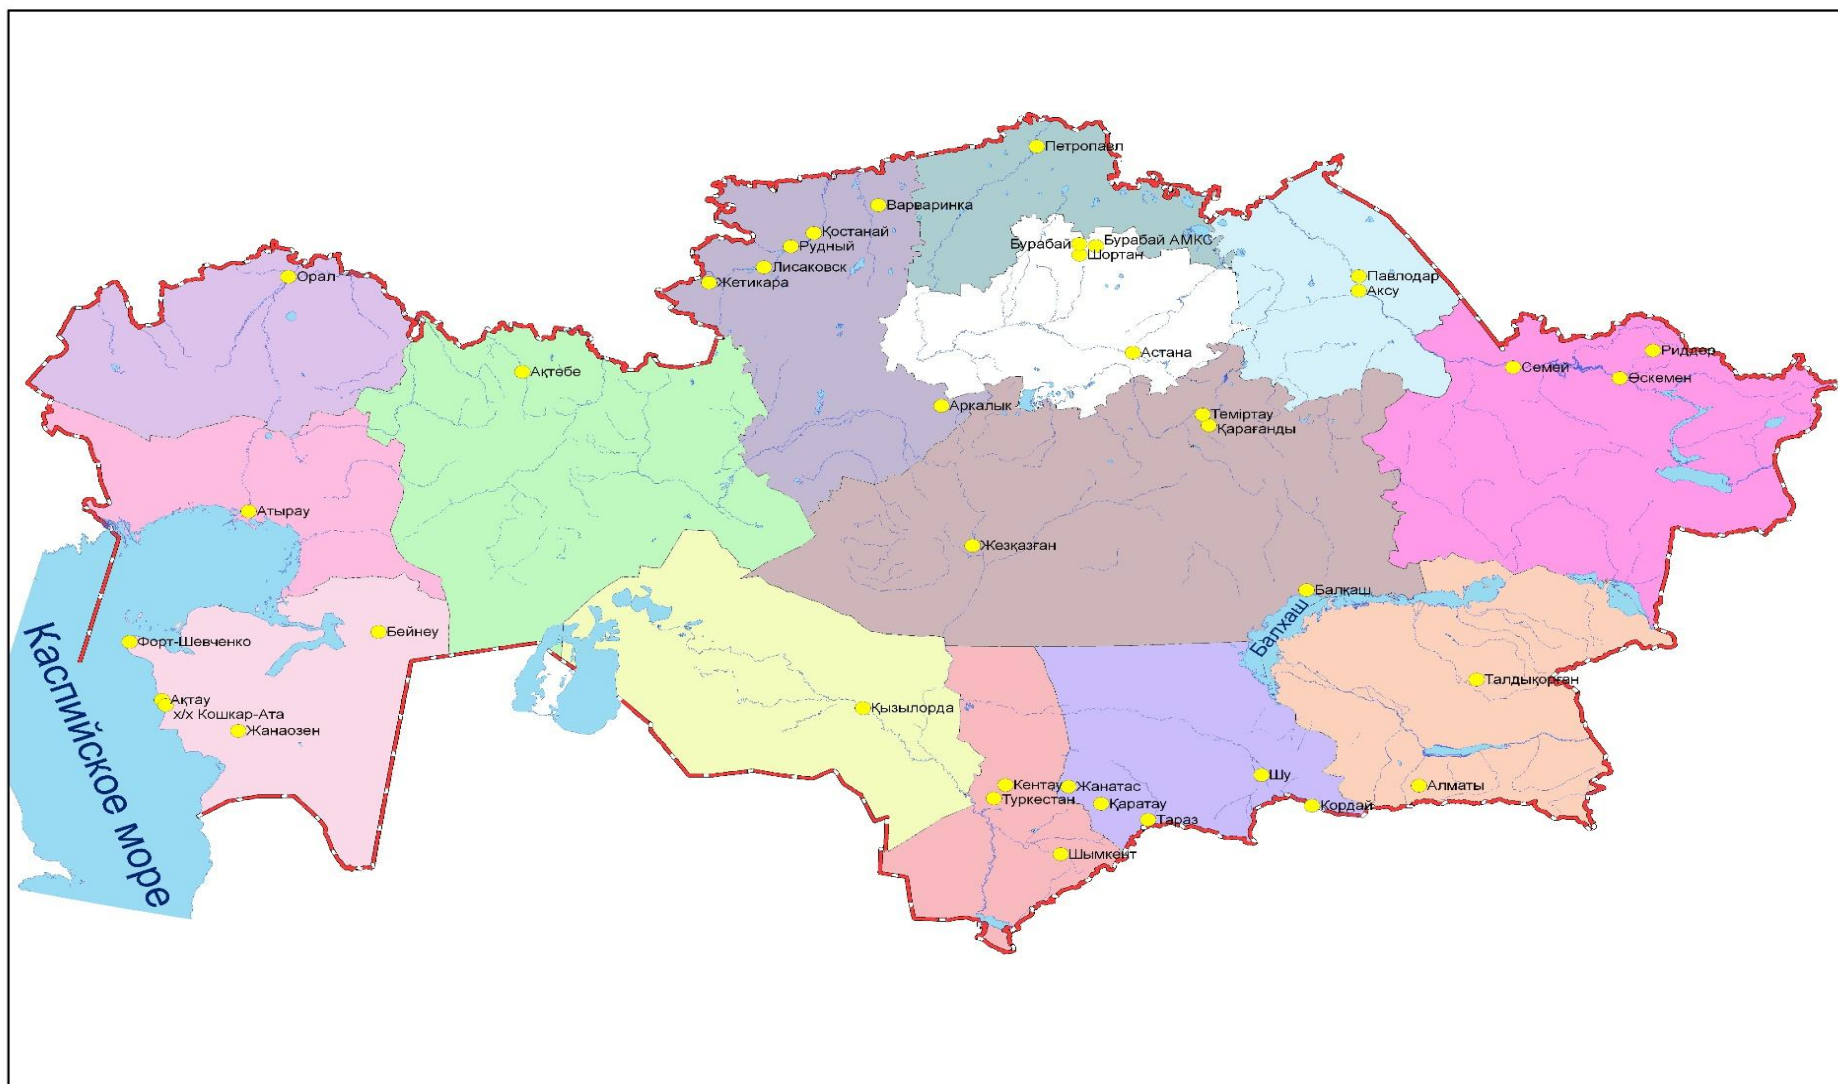 Петропавл
Варваринка
Қостанай
Рудный
Лисаковск
Жетикара
Бурабай
Бурабай АМКС
Шортан
Орал
Павлодар
Аксу
Астана
Ақтөбе
Риддер
Семей
Өскемен
Аркалык
Теміртау
Қарағанды
Атырау
Жезқазған
Балқаш
Балхаш
Форт-Шевченко
Бейнеу
Каспийское море
Ақтау
х/х Кошкар-Ата
Жанаозен
Қызылорда
Талдықорған
Кентау
Туркестан
Жанатас
Қаратау
Тараз
Шу
Қордай
Алматы
Шымкент